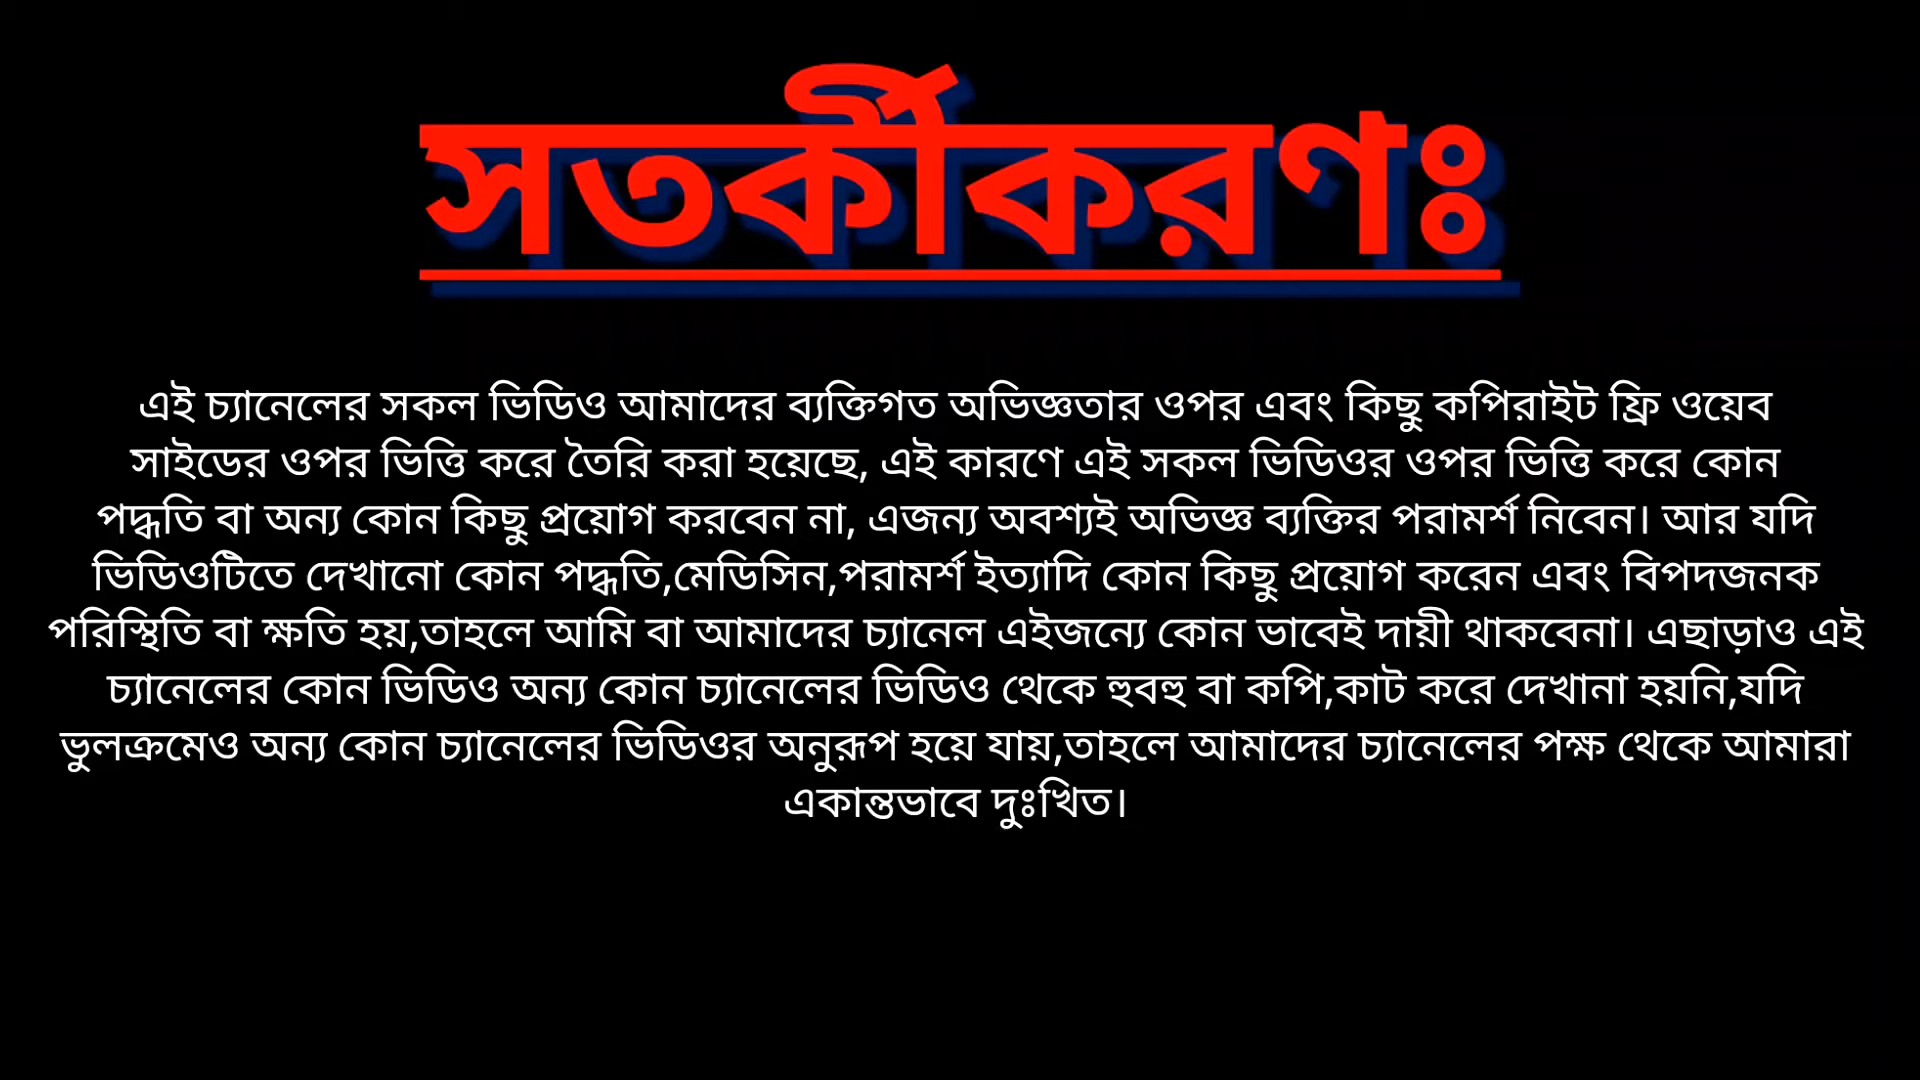 সতর্কীকরণঃ
এই চ্যানেলের সকল ভিডিও আমাদের ব্যক্তিগত অভিজ্ঞতার ওপর এবং কিছু কপিরাইট ফ্রি ওয়েব
সাইডের ওপর ভিত্তি করে তৈরি করা হয়েছে, এই কারণে এই সকল ভিডিওর ওপর ভিত্তি করে কোন
পদ্ধতি বা অন্য কোন কিছু প্রয়োগ করবেন না, এজন্য অবশ্যই অভিজ্ঞ ব্যক্তির পরামর্শ নিবেন। আর যদি
ভিডিওটিতে দেখানো কোন পদ্ধতি,মেডিসিন,পরামর্শ ইত্যাদি কোন কিছু প্রয়োগ করেন এবং বিপদজনক
পরিস্থিতি বা ক্ষতি হয়,তাহলে আমি বা আমাদের চ্যানেল এইজন্যে কোন ভাবেই দায়ী থাকবেনা। এছাড়াও এই
চ্যানেলের কোন ভিডিও অন্য কোন চ্যানেলের ভিডিও থেকে হুবহু বা কপি,কাট করে দেখানা হয়নি,যদি
ভুলক্রমেও অন্য কোন চ্যানেলের ভিডিওর অনুরূপ হয়ে যায়,তাহলে আমাদের চ্যানেলের পক্ষ থেকে আমারা
একান্তভাবে দুঃখিত।